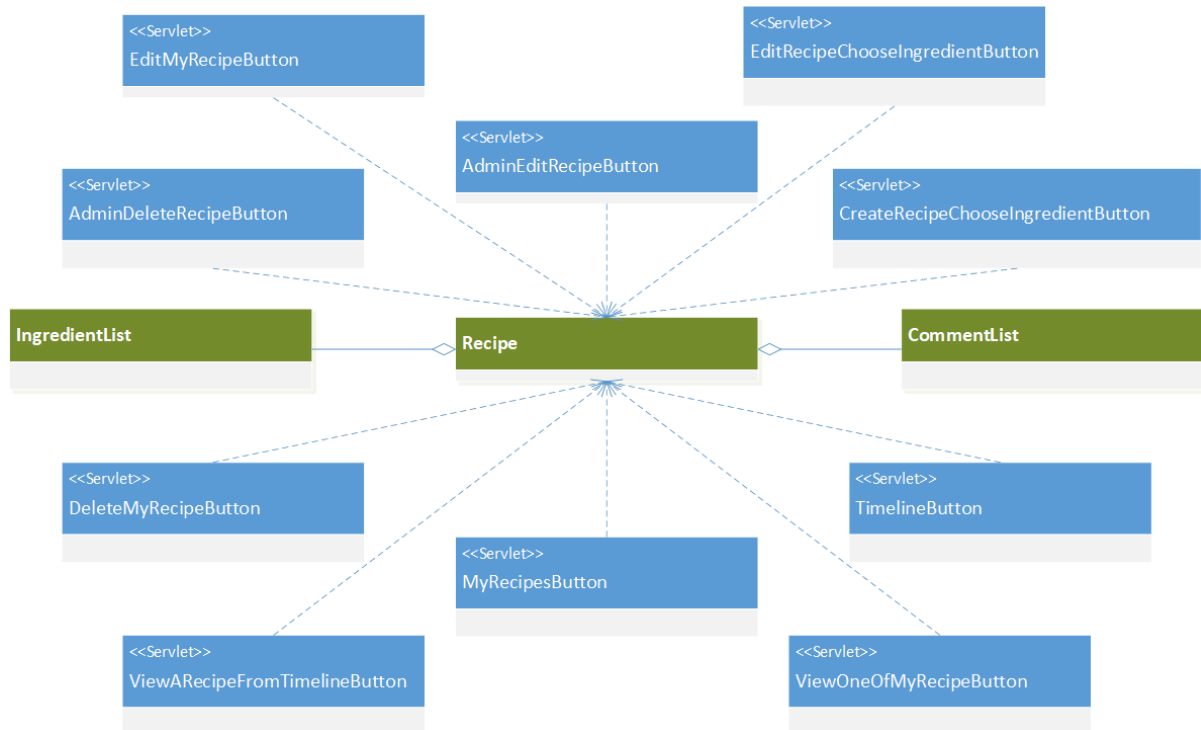 <<Servlet>>
EditMyRecipeButton
<<Servlet>>
EditRecipeChooseIngredientButton
<<Servlet>>
AdminEditRecipeButton
<<Servlet>>
AdminDeleteRecipeButton
<<Servlet>>
CreateRecipeChooseIngredientButton
IngredientList
Recipe
CommentList
<<Servlet>>
DeleteMyRecipeButton
<<Servlet>>
TimelineButton
<<Servlet>>
MyRecipesButton
<<Servlet>>
ViewARecipeFromTimelineButton
<<Servlet>>
ViewOneOfMyRecipeButton